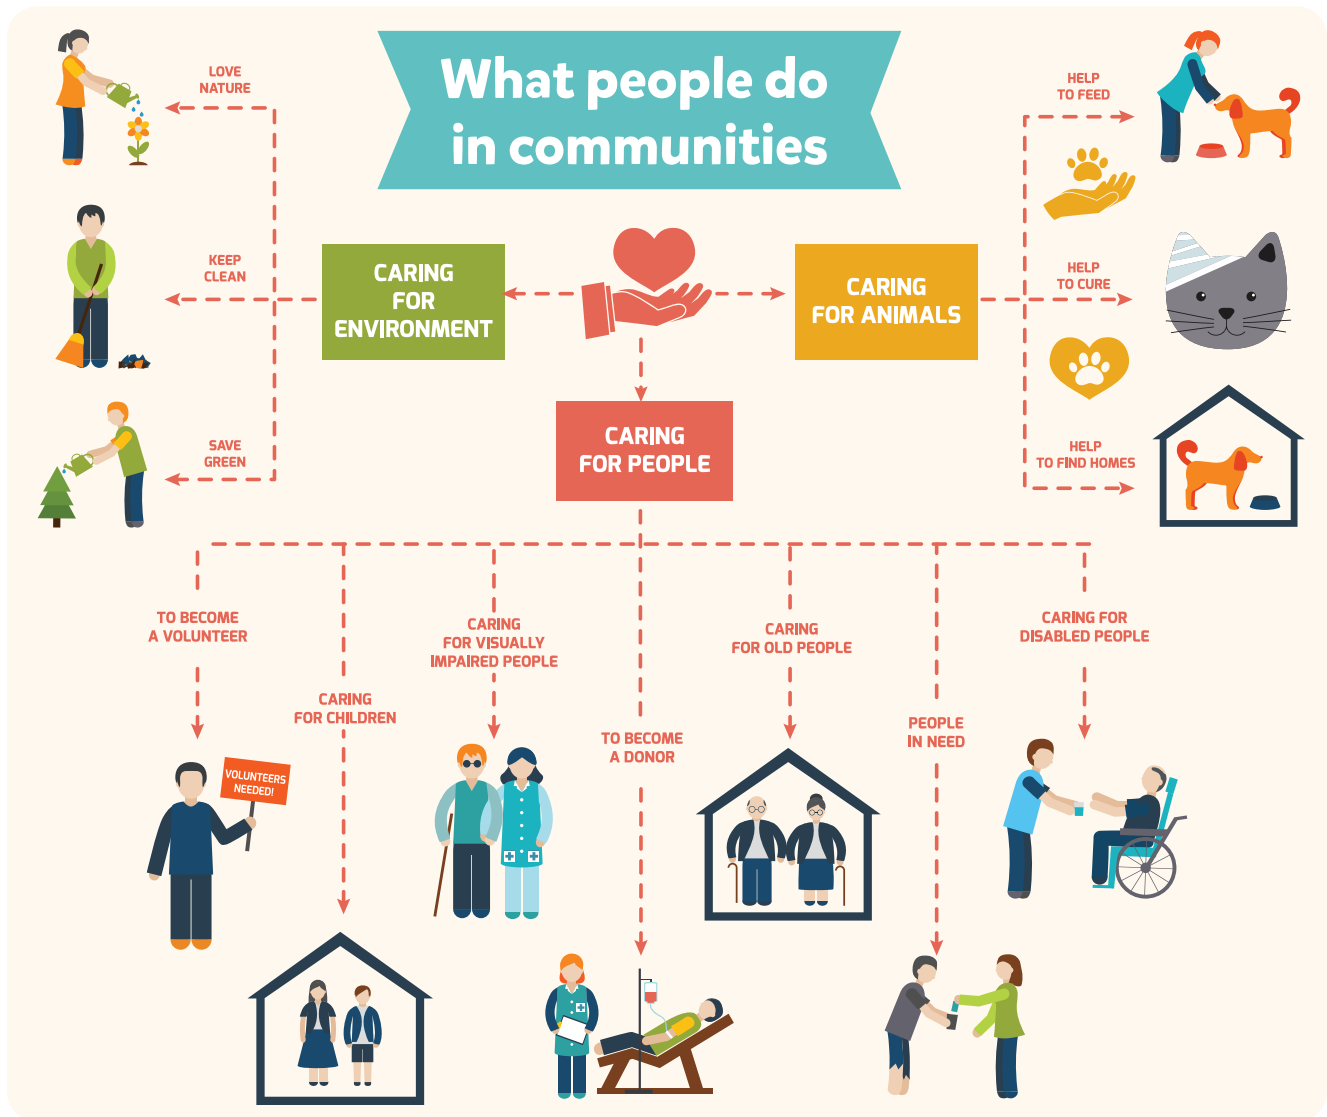 What people do
in communities
LOVE
NATURE
KEEP
CLEAN
SAVE
GREEN
CARING
FOR
ENVIRONMENT
CARING
FOR ANIMALS
HELP
TO FEED
HELP
TO CURE
HELP
TO FIND HOMES
CARING
FOR PEOPLE
TO BECOME
A VOLUNTEER
VOLUNTEERS
NEEDED!
CARING
FOR CHILDREN
CARING
FOR VISUALLY
IMPAIRED PEOPLE
TO BECOME
A DONOR
CARING
FOR OLD PEOPLE
PEOPLE
IN NEED
CARING FOR
DISABLED PEOPLE